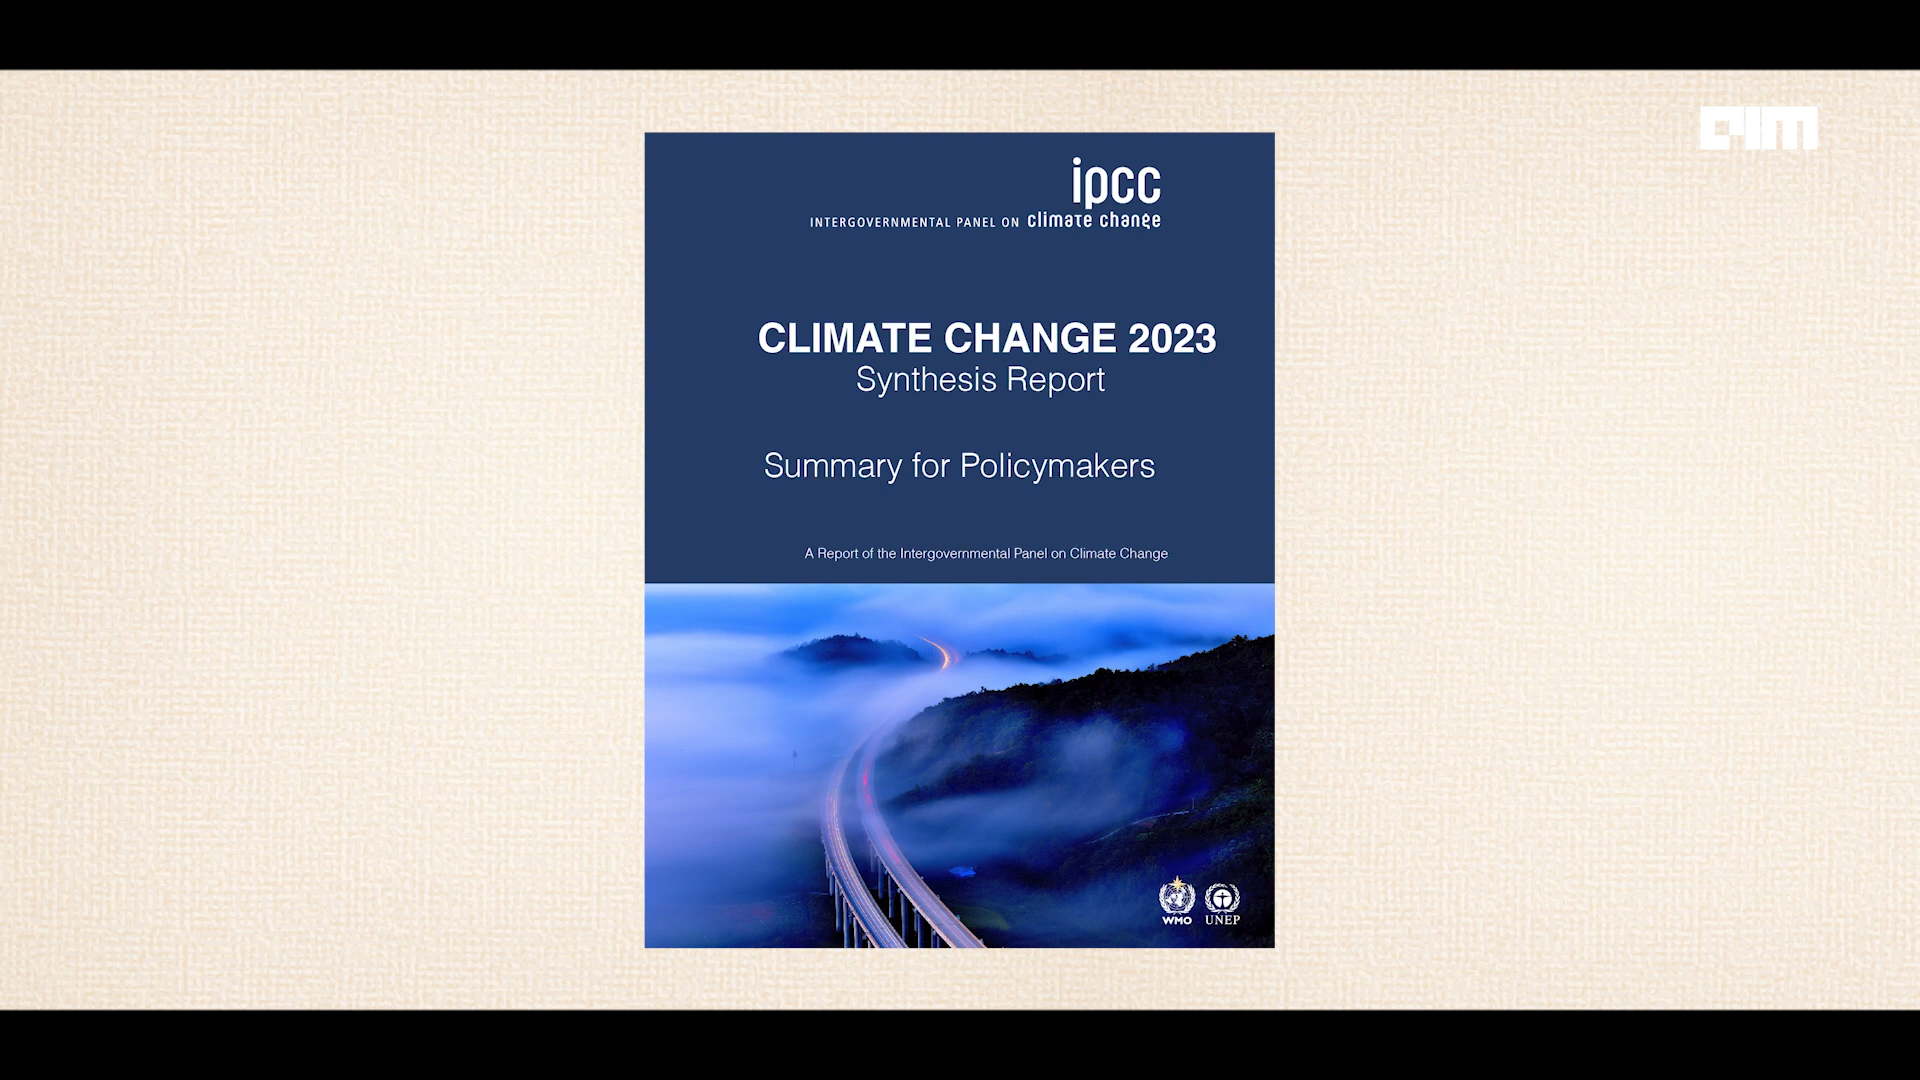 AIM
ipcc
INTERGOVERNMENTAL PANEL ON climate change
CLIMATE CHANGE 2023
Synthesis Report
Summary for Policymakers
A Report of the Intergovernmental Panel on Climate Change
WMO UNEP